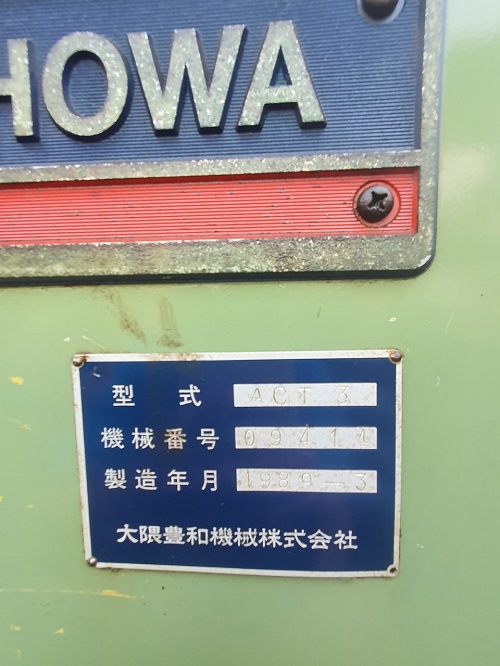 HOWA
型式 ACT 3
機械番号 09411
製造年月 1989-3
大隈豊和機械株式会社